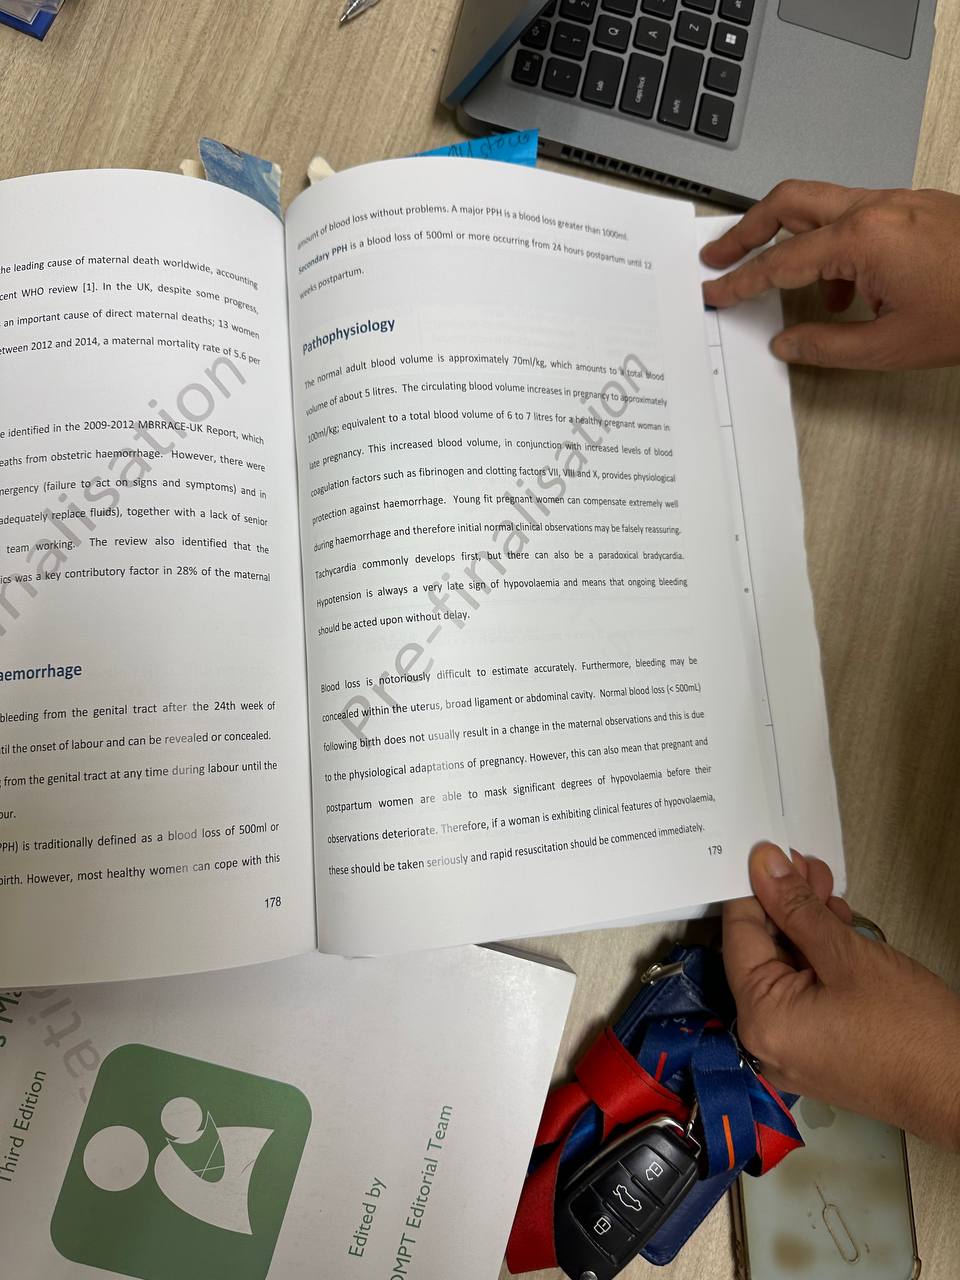 he leading cause of maternal death worldwide, accounting
cent WHO review [1]. In the UK, despite some progress,
an important cause of direct maternal deaths; 13 women
etween 2012 and 2014, a maternal mortality rate of 5.6 per
e identified in the 2009-2012 MBRRACE-UK Report, which
eaths from obstetric haemorrhage. However, there were
nergency (failure to act on signs and symptoms) and in
adequately replace fluids), together with a lack of senior
team working. The review also identified that the
ics was a key contributory factor in 28% of the maternal
aemorrhage
bleeding from the genital tract after the 24th week of
til the onset of labour and can be revealed or concealed.
from the genital tract at any time during labour until the
our.
PPH) is traditionally defined as a blood loss of 500ml or
birth. However, most healthy women can cope with this
178
nalisation
amount of blood loss without problems. A major PPH is a blood loss greater than 1000ml.
Secondary PPH is a blood loss of 500ml or more occurring from 24 hours postpartum until 12
weeks postpartum.
Pathophysiology
The normal adult blood volume is approximately 70ml/kg, which amounts to a total blood
volume of about 5 litres. The circulating blood volume increases in pregnancy to approximately
100ml/kg; equivalent to a total blood volume of 6 to 7 litres for a healthy pregnant woman in
late pregnancy. This increased blood volume, in conjunction with increased levels of blood
coagulation factors such as fibrinogen and clotting factors VII, VIII and X, provides physiological
protection against haemorrhage. Young fit pregnant women can compensate extremely well
during haemorrhage and therefore initial normal clinical observations may be falsely reassuring.
Tachycardia commonly develops first, but there can also be a paradoxical bradycardia.
Hypotension is always a very late sign of hypovolaemia and means that ongoing bleeding
should be acted upon without delay.
Blood loss is notoriously difficult to estimate accurately. Furthermore, bleeding may be
concealed within the uterus, broad ligament or abdominal cavity. Normal blood loss (< 500mL)
following birth does not usually result in a change in the maternal observations and this is due
to the physiological adaptations of pregnancy. However, this can also mean that pregnant and
postpartum women are able to mask significant degrees of hypovolaemia before their
observations deteriorate. Therefore, if a woman is exhibiting clinical features of hypovolaemia,
these should be taken seriously and rapid resuscitation should be commenced immediately.
179
Pre-finalisation
Third Edition
Edited by
OMPT Editorial Team
Esc
tab
caps lock
shift
ctrl
fn
alt
Q
A
Z
1
2